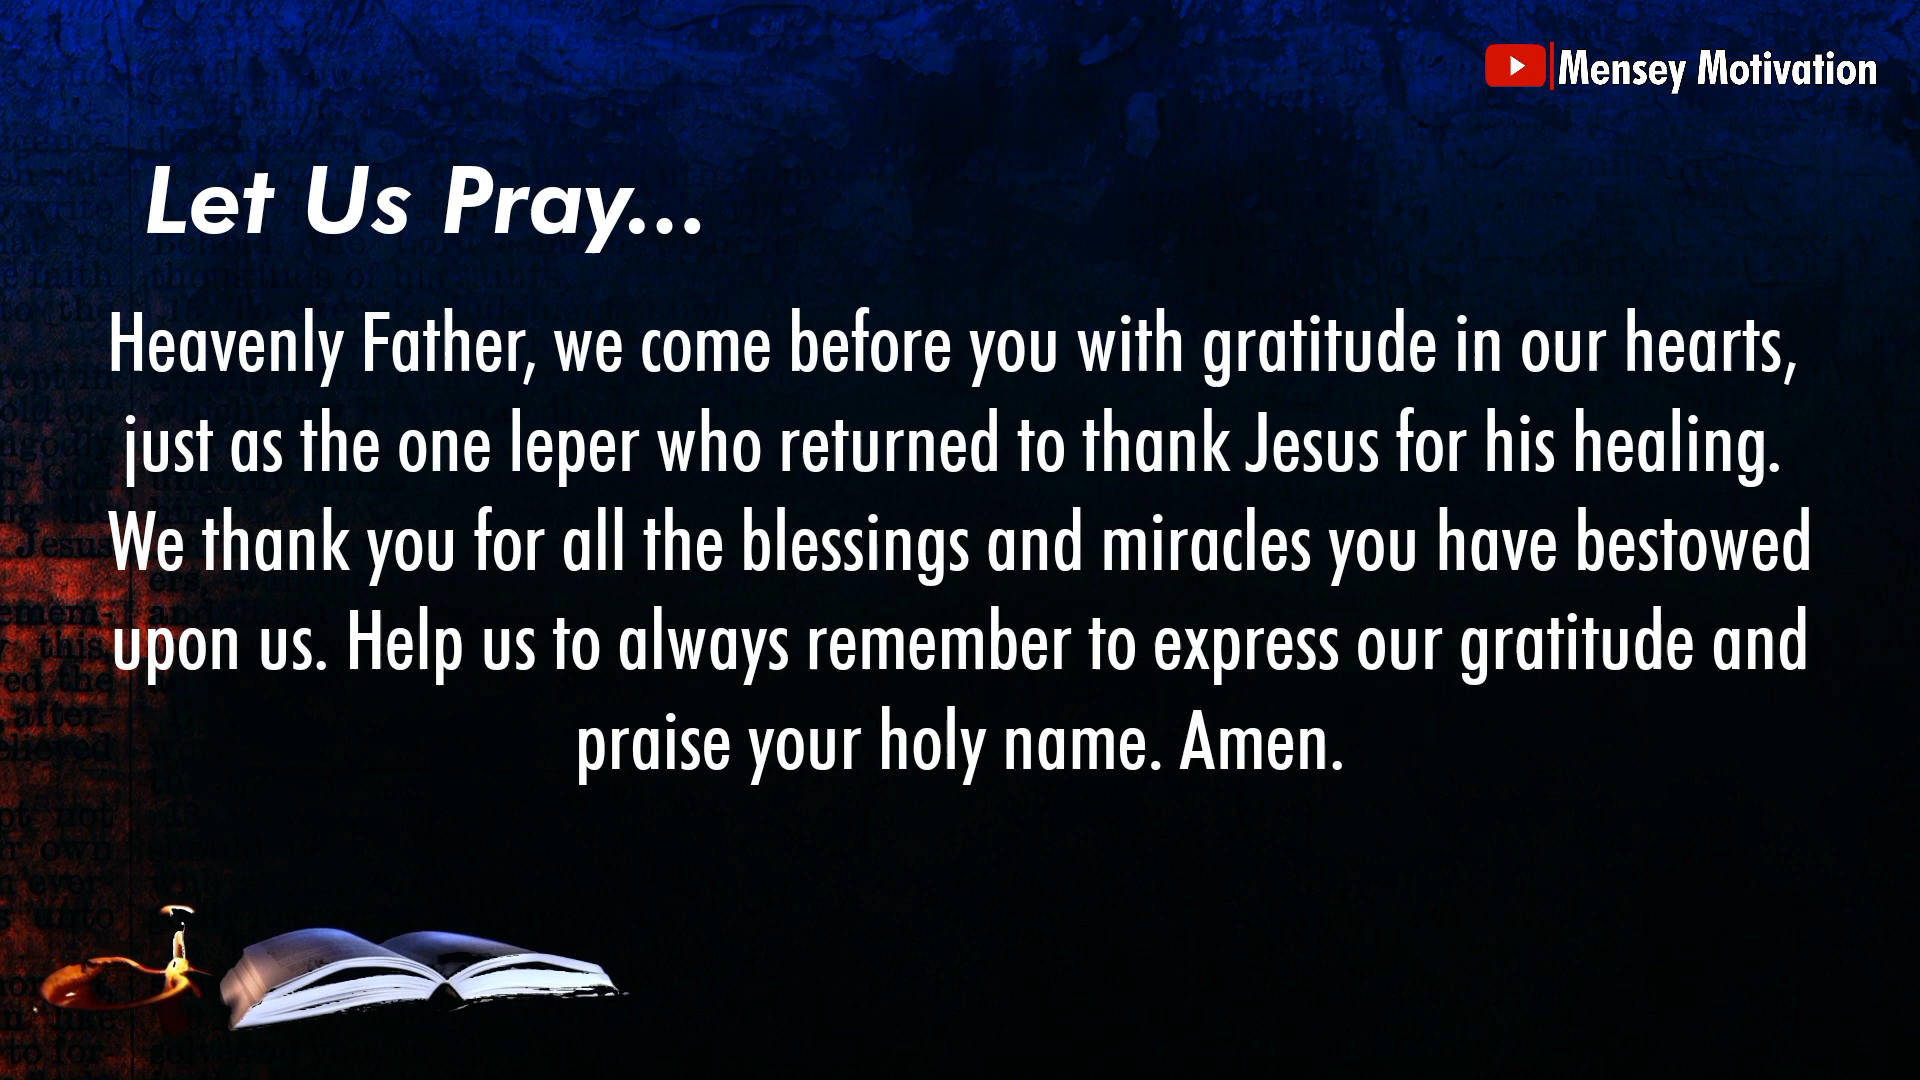 Mensey Motivation
Let Us Pray...
Heavenly Father, we come before you with gratitude in our hearts,
just as the one leper who returned to thank Jesus for his healing.
We thank you for all the blessings and miracles you have bestowed
upon us. Help us to always remember to express our gratitude and
praise your holy name. Amen.